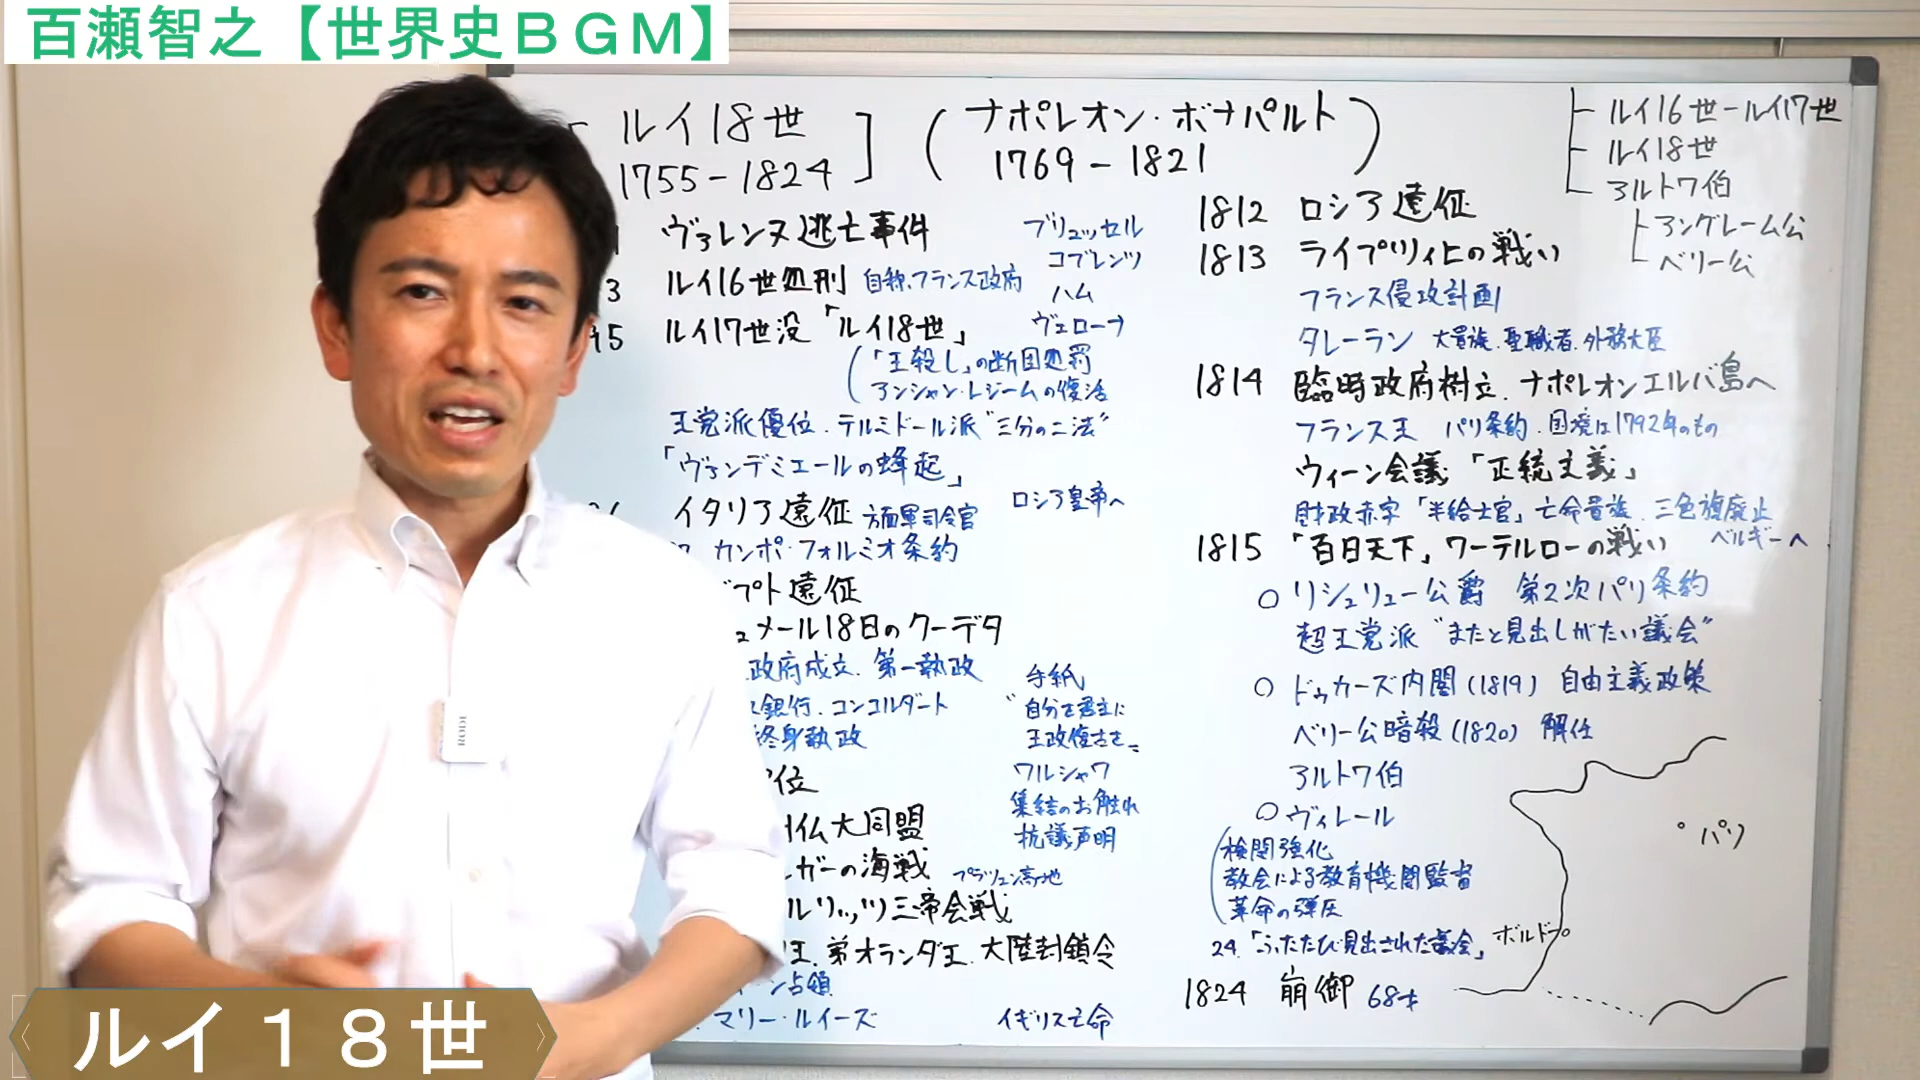 百瀬智之【世界史BGM】
ルイ18世
1755-1824
(ナポレオン・ボナパルト
1769-1821)
ルイ16世-ルイ17世
ルイ18世
アルトワ伯
アングレーム公
ベリー公
ヴァレンヌ逃亡事件
ルイ16世処刑 自称、フランス政府
ルイ17世没「ルイ18世」
「王殺し」の断固処罰
アンシャン・レジームの復活
王党派優位.テルミドール派"三分の二法"
「ヴァンデミエールの蜂起」
イタリア遠征 方面軍司令官
カンポ・フォルミオ条約
プト遠征
ュメール18日のクーデタ
政府成立.第一執政
銀行.コンコルダート
終身執政
位
大同盟
ガーの海戦 プラツェン高地
ルリッツ三帝会戦
王.弟オランダ王.大陸封鎖令
ン占領
マリー・ルイーズ
ブリュッセル
コブレンツ
ハム
ヴェローナ
ロシア皇帝へ
手紙
"自分を君主に
王政復古を"
ワルシャワ
集結のお触れ
抗議声明
イギリス亡命
1812 ロシア遠征
1813 ライプツィヒの戦い
フランス侵攻計画
タレーラン 大貴族.聖職者.外務大臣
1814 臨時政府樹立.ナポレオンエルバ島へ
フランス王 パリ条約.国境は1792年のもの
ウィーン会議「正統主義」
財政赤字「半給士官」亡命貴族.三色旗廃止
1815 「百日天下」ワーテルローの戦い ベルギーへ
○リシュリュー公爵 第2次パリ条約
超王党派"またと見出しがたい議会"
○ドゥカーズ内閣(1819) 自由主義政策
ベリー公暗殺(1820) 解任
アルトワ伯
○ヴィレール
検閲強化
教会による教育機関監督
革命の弾圧
24.「ふたたび見出された議会」
1824 崩御 68才
パリ
ボルドー
ルイ18世